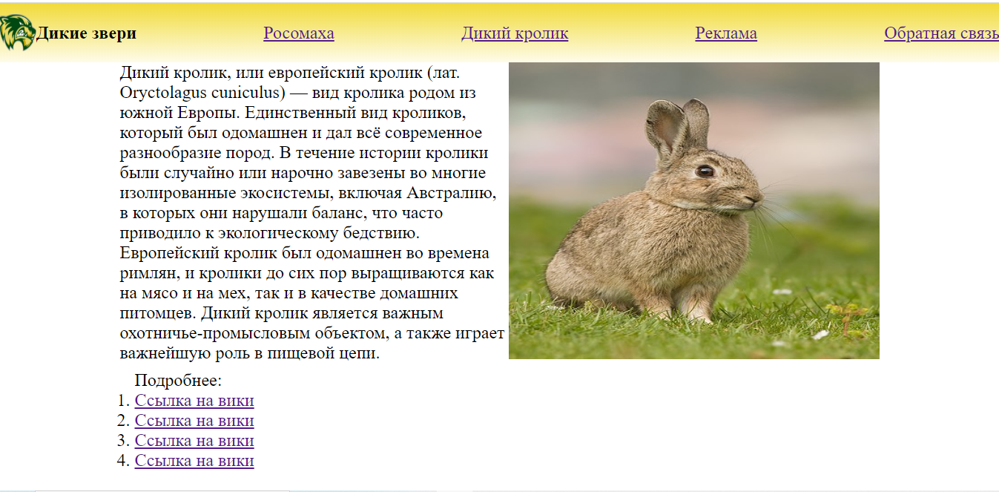 Дикие звери
Росомаха
Дикий кролик
Реклама
Обратная связь
Дикий кролик, или европейский кролик (лат.
Oryctolagus cuniculus) — вид кролика родом из
южной Европы. Единственный вид кроликов,
который был одомашнен и дал всё современное
разнообразие пород. В течение истории кролики
были случайно или нарочно завезены во многие
изолированные экосистемы, включая Австралию,
в которых они нарушали баланс, что часто
приводило к экологическому бедствию.
Европейский кролик был одомашнен во времена
римлян, и кролики до сих пор выращиваются как
на мясо и на мех, так и в качестве домашних
питомцев. Дикий кролик является важным
охотничье-промысловым объектом, а также играет
важнейшую роль в пищевой цепи.
Подробнее:
1. Ссылка на вики
2. Ссылка на вики
3. Ссылка на вики
4. Ссылка на вики